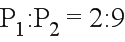 P₁:P₂ = 2:9